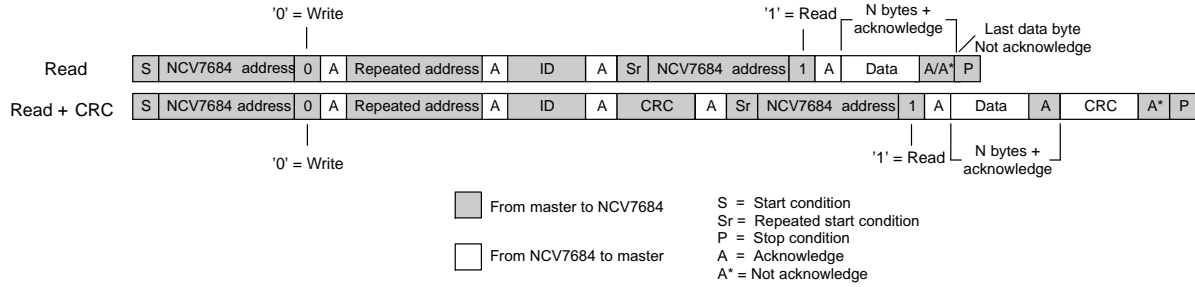 '0' = Write
'1' = Read
N bytes +
acknowledge
Last data byte
Not acknowledge
Read
S NCV7684 address 0 A Repeated address A ID A Sr NCV7684 address 1 A Data A/A* P
Read + CRC
S NCV7684 address 0 A Repeated address A ID A CRC A Sr NCV7684 address 1 A Data A CRC A* P
'0' = Write
'1' = Read
N bytes +
acknowledge
From master to NCV7684
From NCV7684 to master
S = Start condition
Sr = Repeated start condition
P = Stop condition
A = Acknowledge
A* = Not acknowledge